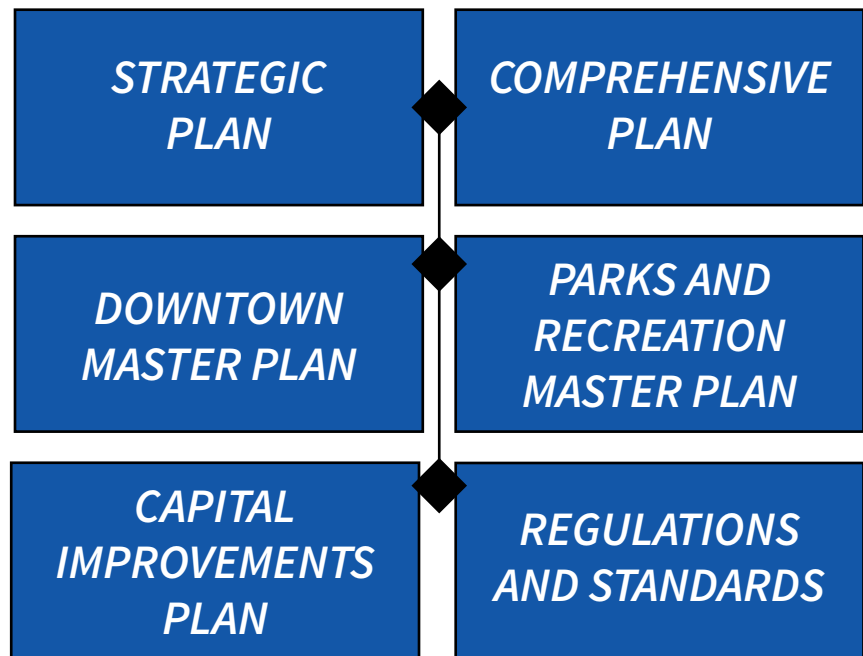 STRATEGIC
PLAN
COMPREHENSIVE
PLAN
DOWNTOWN
MASTER PLAN
PARKS AND
RECREATION
MASTER PLAN
CAPITAL
IMPROVEMENTS
PLAN
REGULATIONS
AND STANDARDS